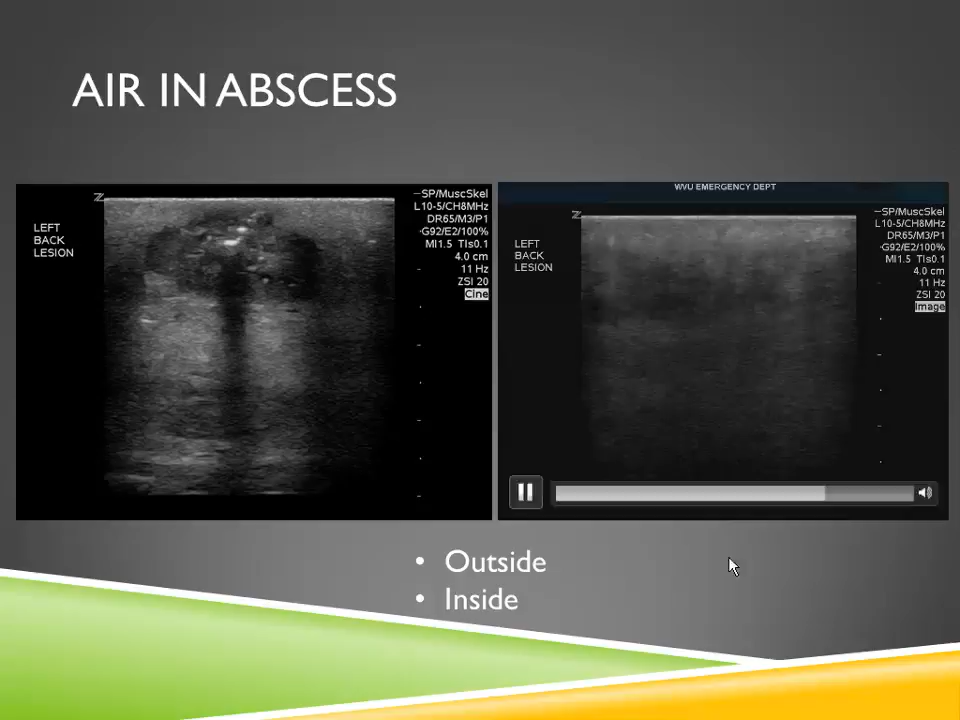 AIR IN ABSCESS
Z
LEFT
BACK
LESION
SP/MuscSkel
L10-5/CH8MHz
DR65/M3/P1
G92/E2/100%
MI1.5 TIs0.1
4.0 cm
11 Hz
ZSI 20
Cine
WVU EMERGENCY DEPT
Z
LEFT
BACK
LESION
SP/MuscSkel
L10-5/CH8MHz
DR65/M3/P1
G92/E2/100%
MI1.5 TIs0.1
4.0 cm
11 Hz
ZSI 20
Image
• Outside
• Inside